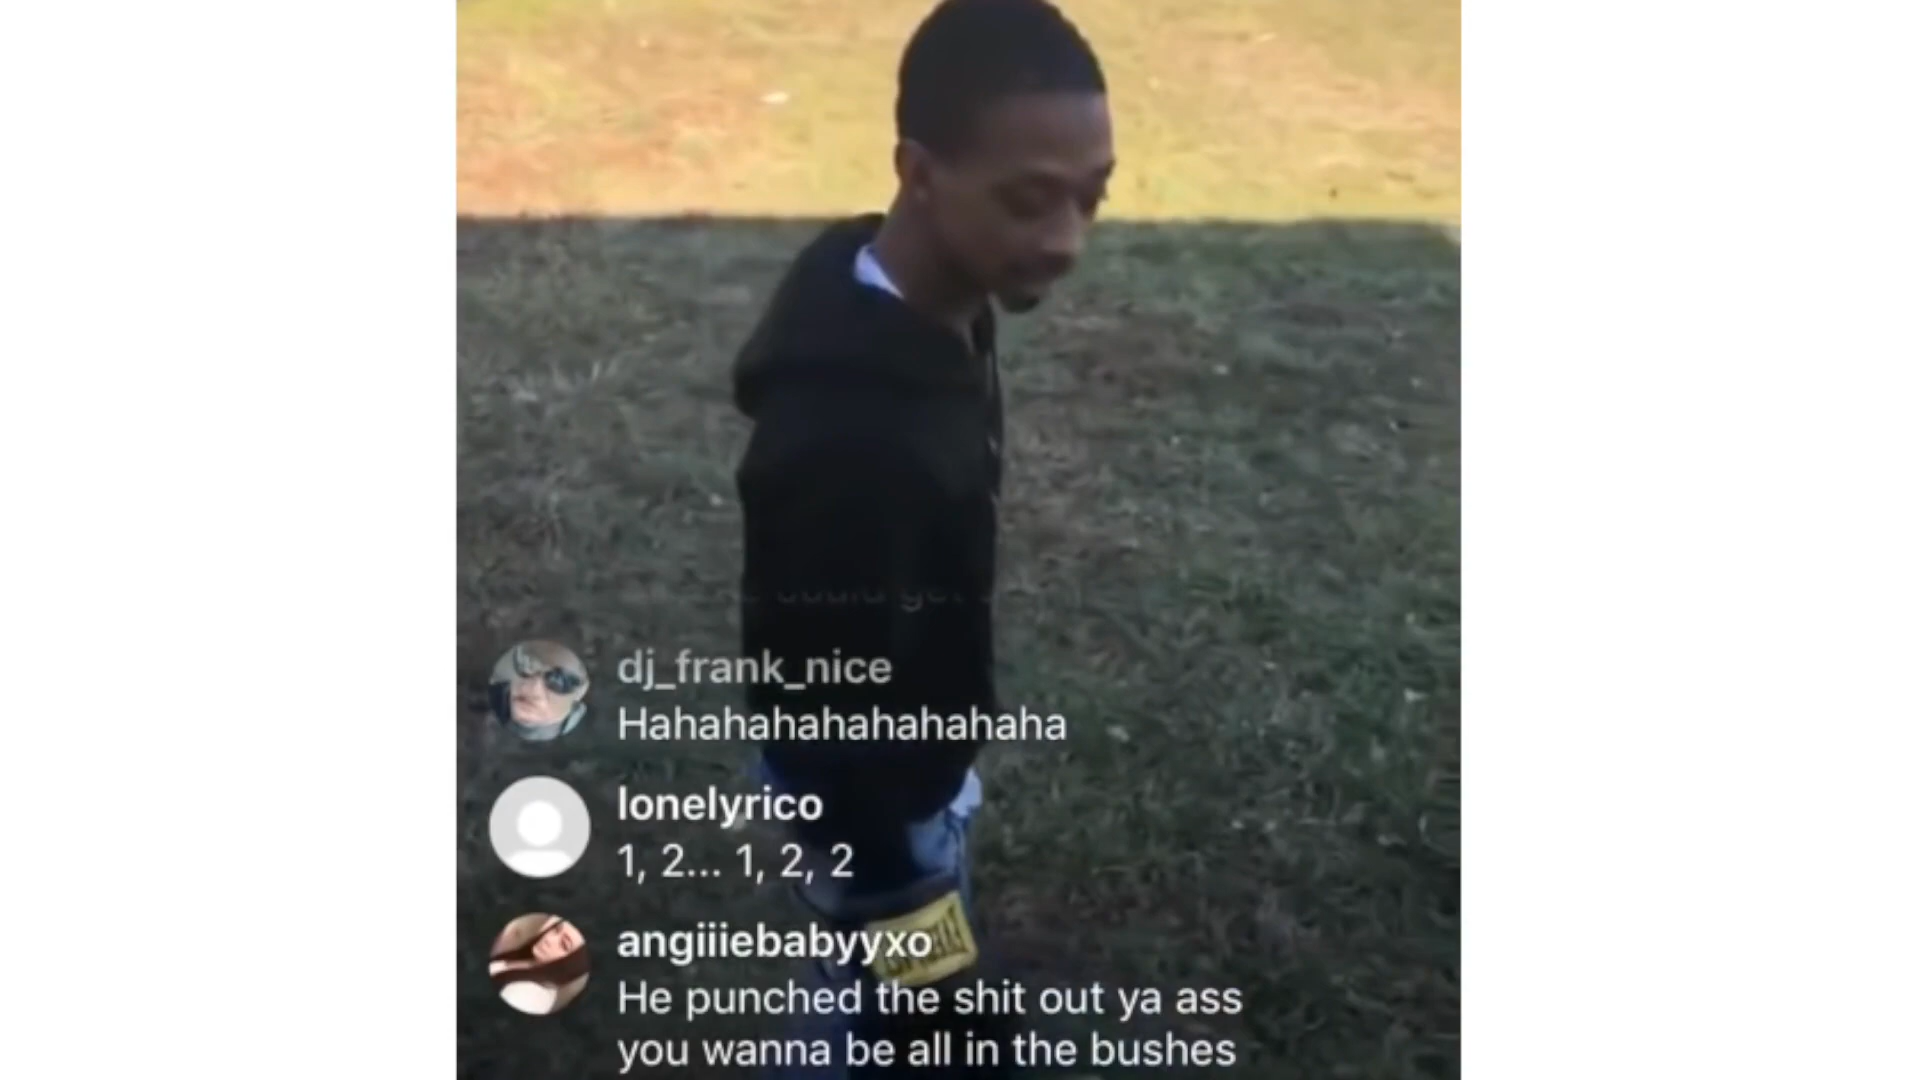 dj_frank_nice
Hahahahahahahahaha
lonelyrico
1, 2... 1, 2, 2
angiiiebabyyxo
He punched the shit out ya ass
you wanna be all in the bushes